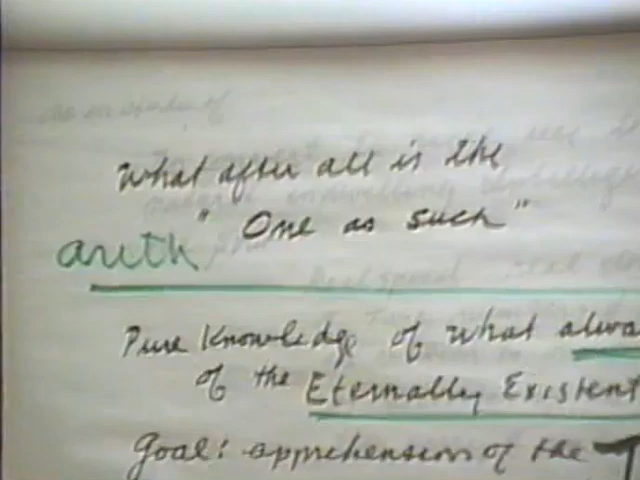 What after all is the
"One as such"
arith
Pure Knowledge of what alwa
of the Eternally Existent
Goal: apprehension of the T